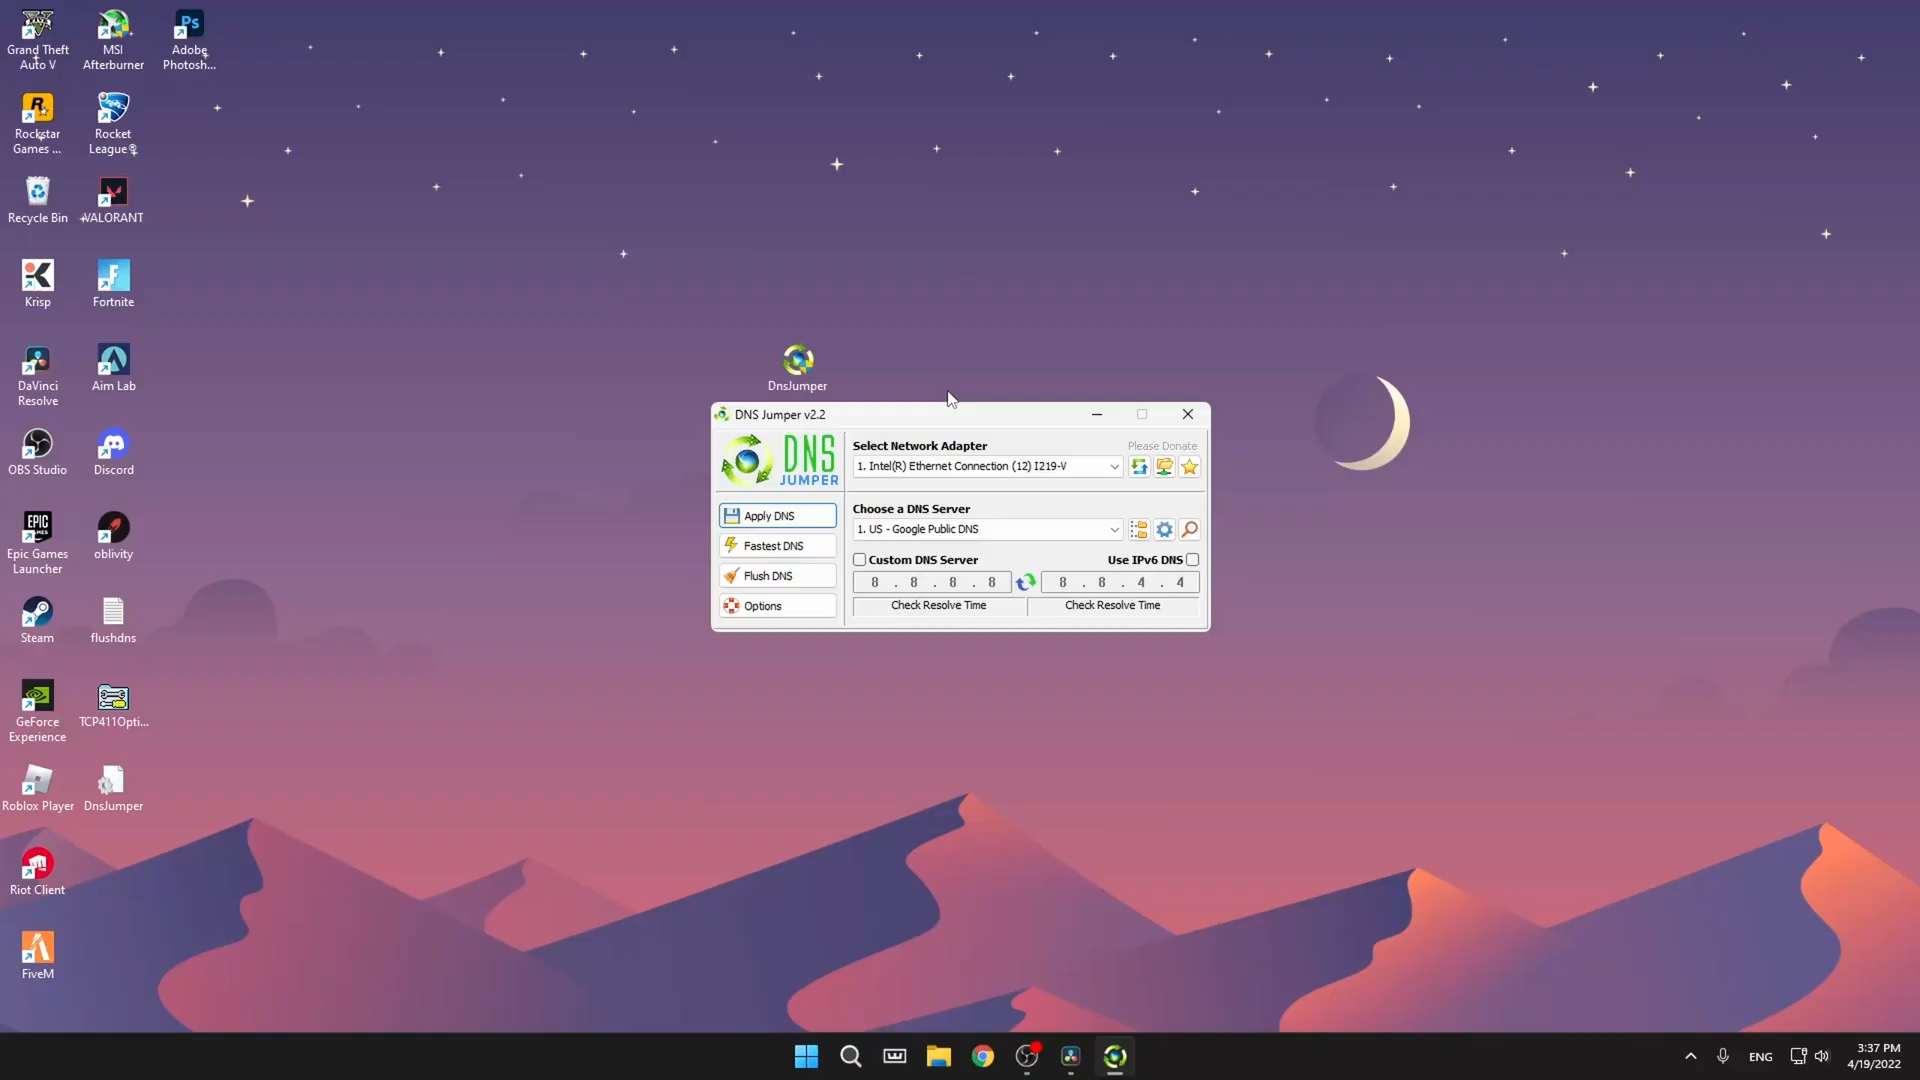 Grand Theft
Auto V
MSI
Afterburner
Ps
Adobe
Photosh...
R
Rockstar
Games ...
Rocket
League®
Recycle Bin
VALORANT
Krisp
Fortnite
DaVinci
Resolve
Aim Lab
OBS Studio
Discord
EPIC
GAMES
Epic Games
Launcher
oblivity
Steam
flushdns
GeForce
Experience
TCP411Opti...
Roblox Player
DnsJumper
Riot Client
FiveM
DnsJumper
DNS Jumper v2.2
DNS
JUMPER
Select Network Adapter
Please Donate
1. Intel(R) Ethernet Connection (12) I219-V
Apply DNS
Fastest DNS
Flush DNS
Options
Choose a DNS Server
1. US - Google Public DNS
Custom DNS Server
Use IPv6 DNS
8 . 8 . 8 . 8
8 . 8 . 4 . 4
Check Resolve Time
Check Resolve Time
ENG
3:37 PM
4/19/2022